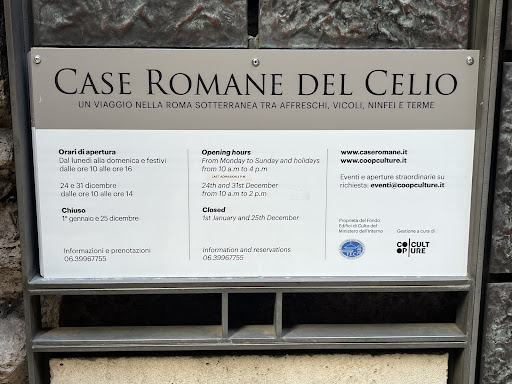 CASE ROMANE DEL CELIO
UN VIAGGIO NELLA ROMA SOTTERRANEA TRA AFFRESCHI, VICOLI, NINFEI E TERME
Orari di apertura
Dal lunedì alla domenica e festivi
dalle ore 10 alle ore 16
24 e 31 dicembre
dalle ore 10 alle ore 14
Chiuso
1° gennaio e 25 dicembre
Informazioni e prenotazioni
06.39967755
Opening hours
From Monday to Sunday and holidays
from 10 a.m to 4 p.m
LAST ADMISSION
24th and 31st December
from 10 a.m to 2 p.m
Closed
1st January and 25th December
Information and reservations
06.39967755
www.caseromane.it
www.coopculture.it
Eventi e aperture straordinarie su
richiesta: eventi@coopculture.it
Proprietà del Fondo
Edifici di Culto del
Ministero dell'Interno
Gestione a cura di:
CO CULT
OP URE